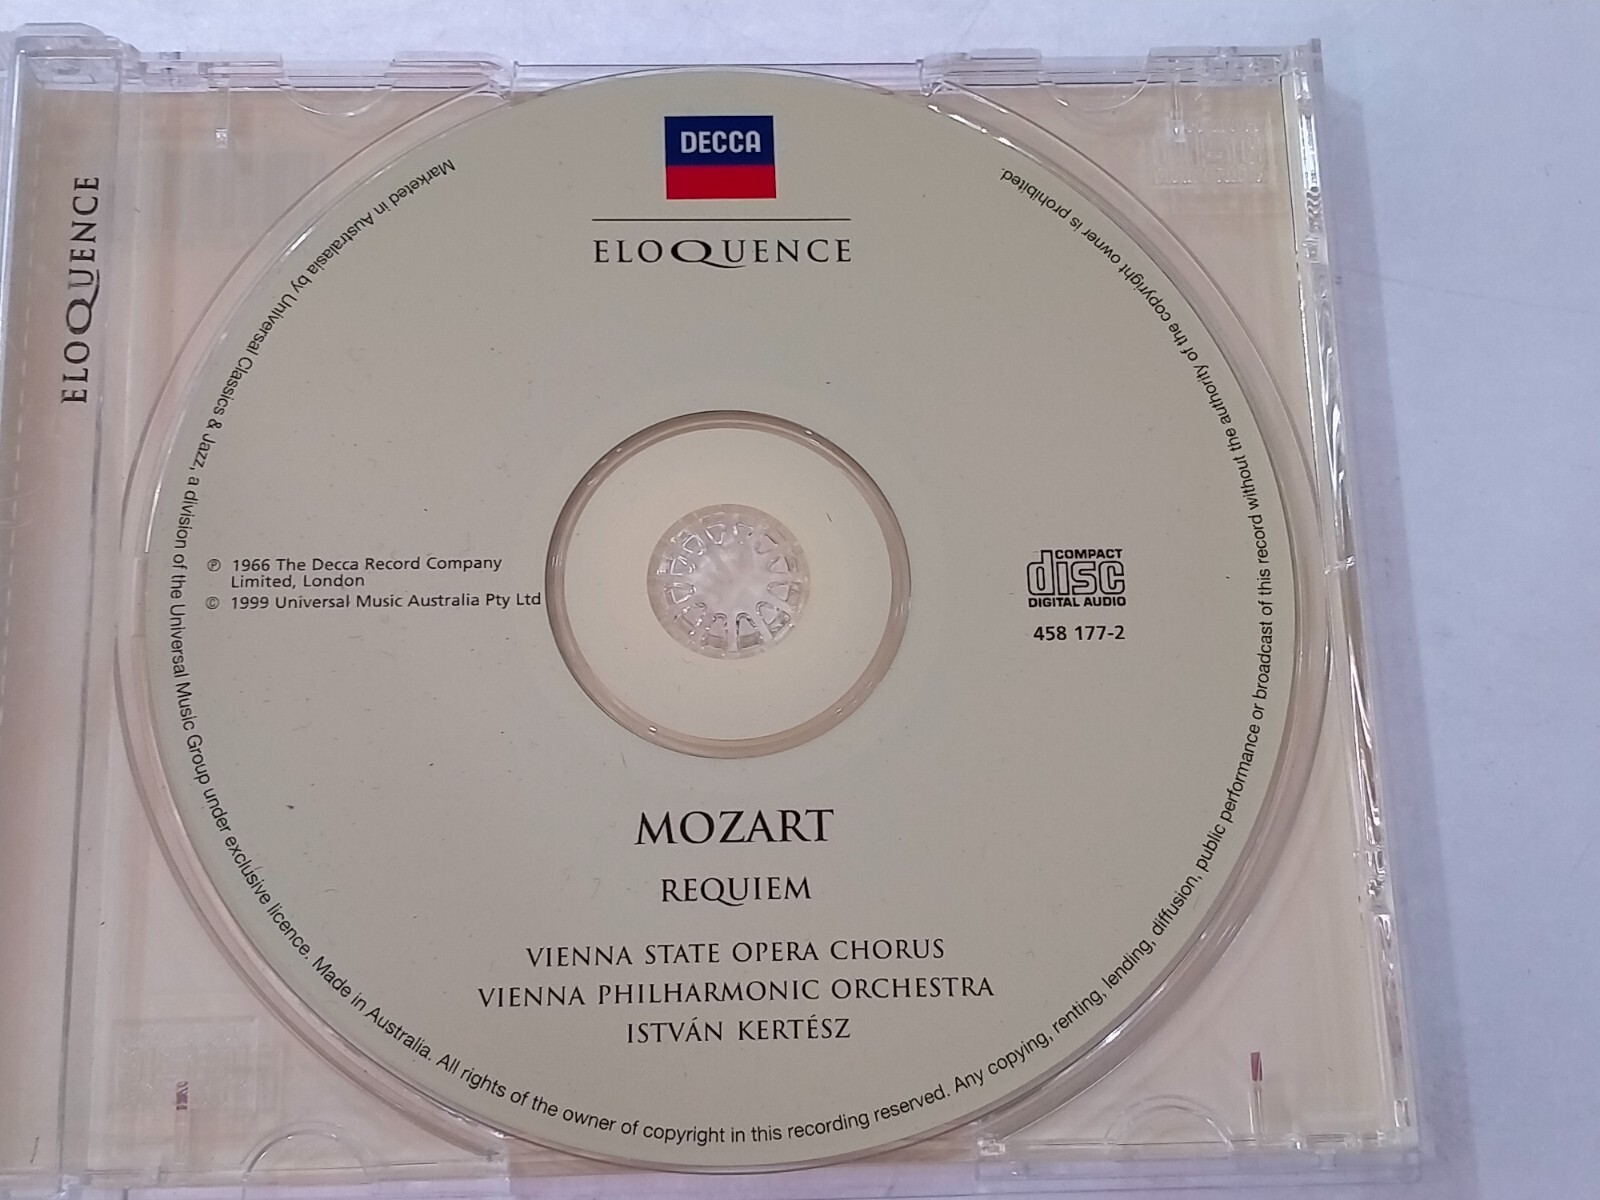 ELOQUENCE
DECCA
ELOQUENCE
℗ 1966 The Decca Record Company
Limited, London
© 1999 Universal Music Australia Pty Ltd
COMPACT
disc
DIGITAL AUDIO
458 177-2
MOZART
REQUIEM
VIENNA STATE OPERA CHORUS
VIENNA PHILHARMONIC ORCHESTRA
ISTVÁN KERTÉSZ
Marketed in Australasia by Universal Classics & Jazz, a division of the Universal Music Group under exclusive licence. Made in Australia. All rights of the owner of copyright in this recording reserved. Any copying, renting, lending, diffusion, public performance or broadcast of this record without the authority of the copyright owner is prohibited.